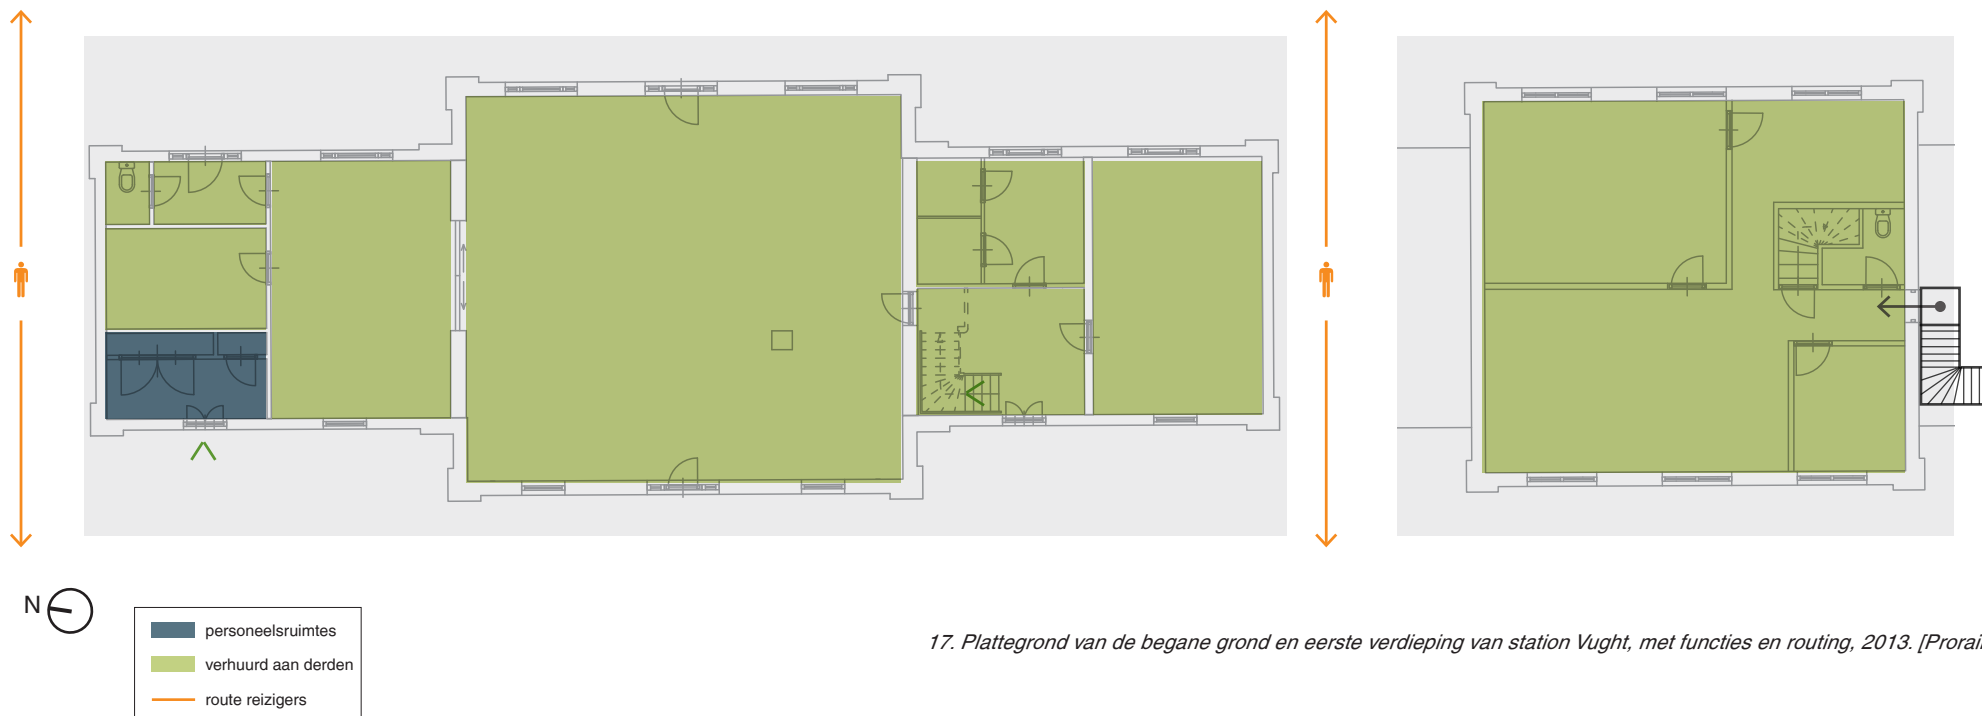 N
personeelsruimtes
verhuurd aan derden
route reizigers
17. Plattegrond van de begane grond en eerste verdieping van station Vught, met functies en routing, 2013. [Prorail